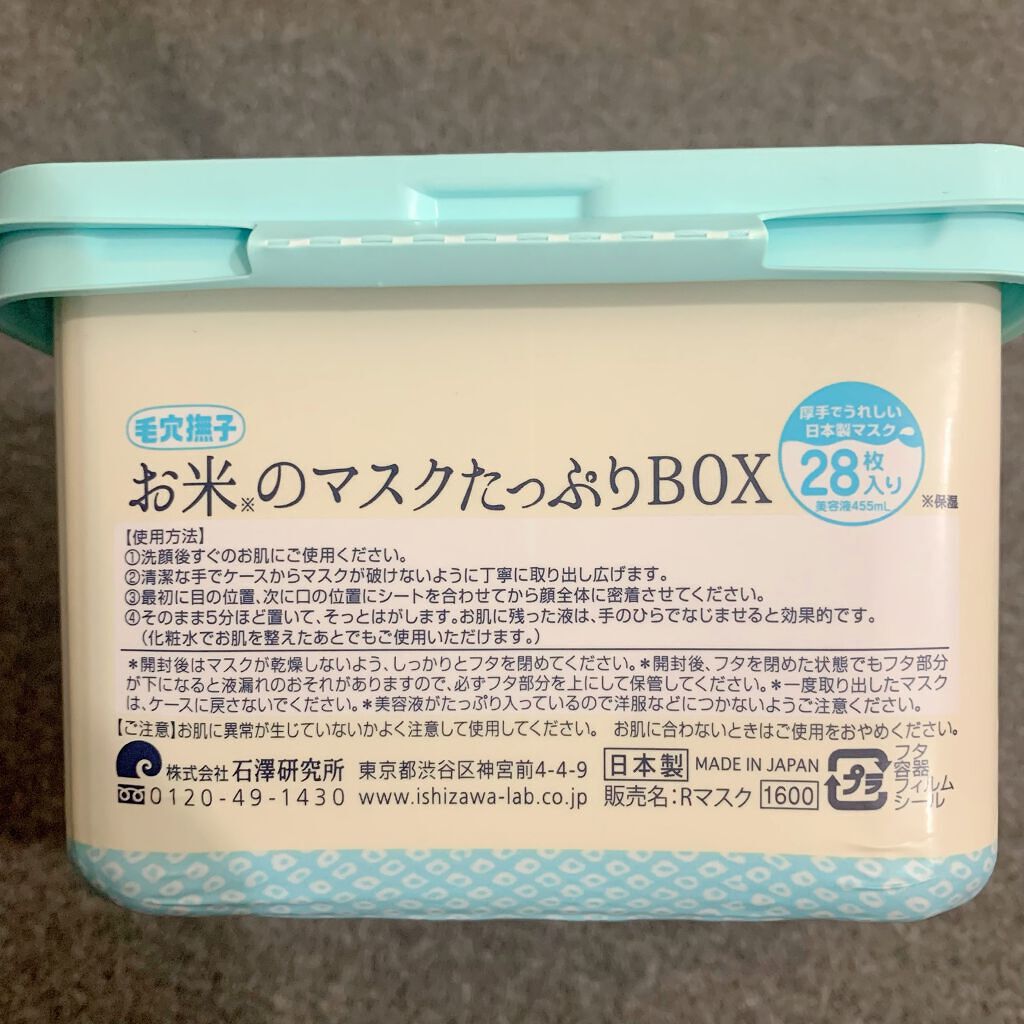 毛穴撫子
お米※のマスクたっぷりBOX
厚手でうれしい
日本製マスク
28枚入り
美容液455mL
※保湿
【使用方法】
①洗顔後すぐのお肌にご使用ください。
②清潔な手でケースからマスクが破けないように丁寧に取り出し広げます。
③最初に目の位置、次に口の位置にシートを合わせてから顔全体に密着させてください。
④そのまま5分ほど置いて、そっとはがします。お肌に残った液は、手のひらでなじませると効果的です。
（化粧水でお肌を整えたあとでもご使用いただけます。）
＊開封後はマスクが乾燥しないよう、しっかりとフタを閉めてください。＊開封後、フタを閉めた状態でもフタ部分
が下になると液漏れのおそれがありますので、必ずフタ部分を上にして保管してください。＊一度取り出したマスク
は、ケースに戻さないでください。＊美容液がたっぷり入っているので洋服などにつかないようご注意ください。
【ご注意】お肌に異常が生じていないかよく注意して使用してください。　お肌に合わないときはご使用をおやめください。
株式会社 石澤研究所 東京都渋谷区神宮前4-4-9 日本製 MADE IN JAPAN
0120-49-1430 www.ishizawa-lab.co.jp 販売名：Rマスク 1600
プラ
フタ
容器
フィルム
シール